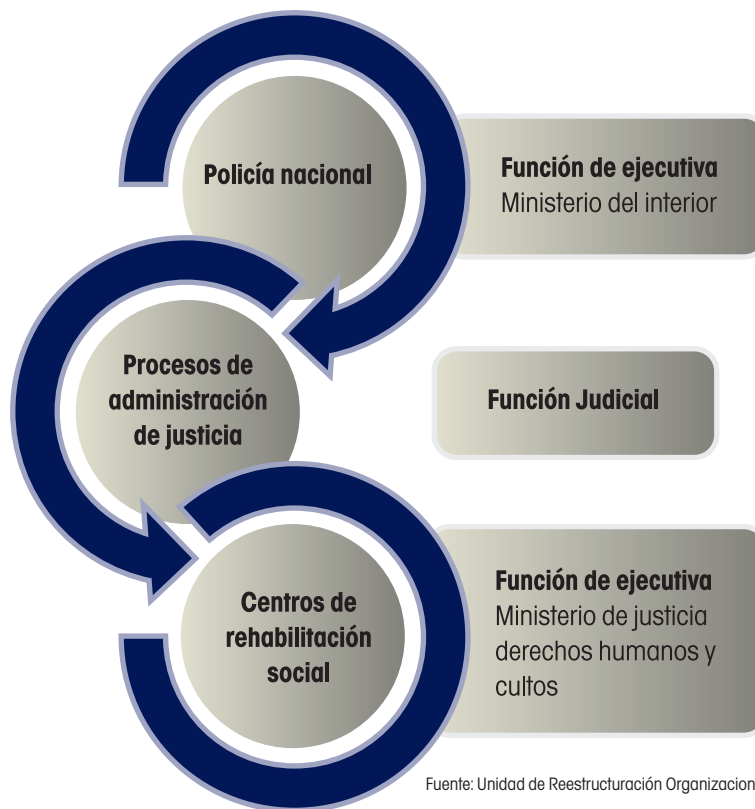 Policía nacional
Función de ejecutiva
Ministerio del interior
Procesos de
administración
de justicia
Función Judicial
Centros de
rehabilitación
social
Función de ejecutiva
Ministerio de justicia
derechos humanos y
cultos
Fuente: Unidad de Reestructuración Organizacion